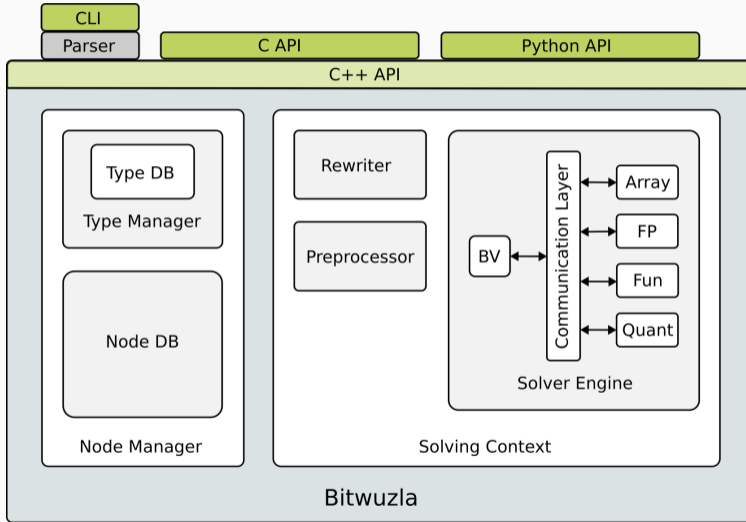 CLI
Parser
C API
Python API
C++ API
Type DB
Type Manager
Node DB
Node Manager
Rewriter
Preprocessor
BV
Communication Layer
Array
FP
Fun
Quant
Solver Engine
Solving Context
Bitwuzla